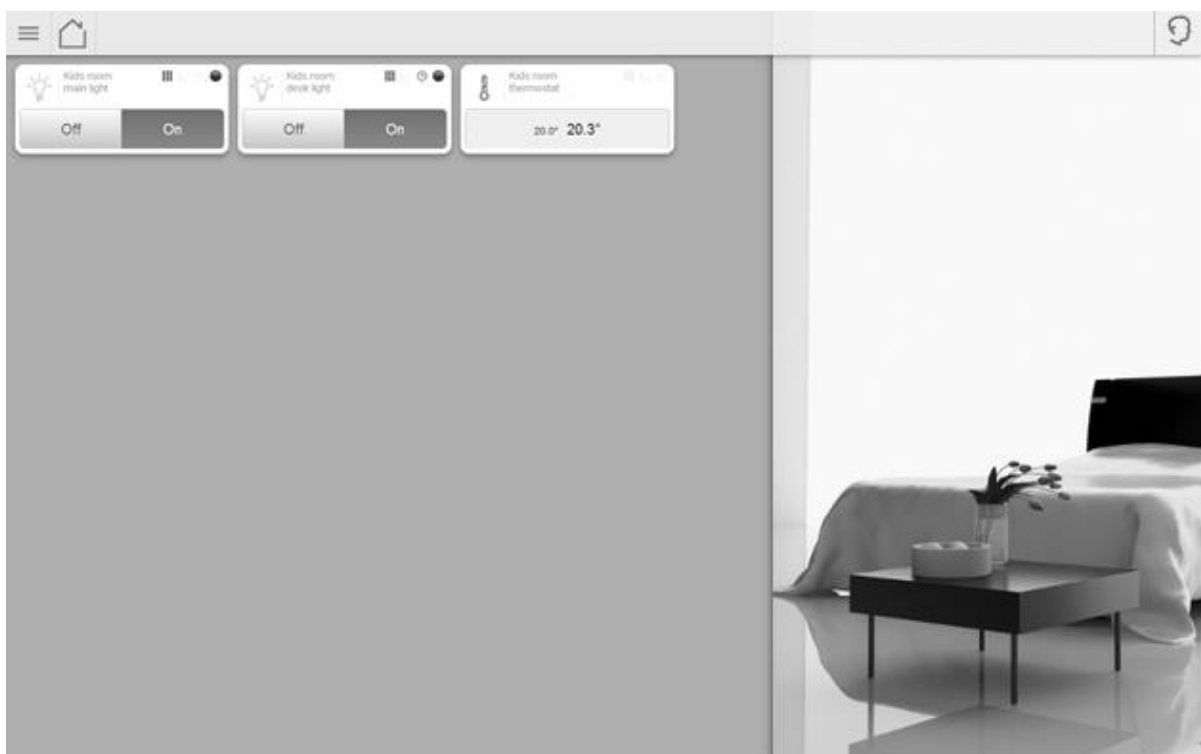 Kids room
main light
Off On
Kids room
desk light
Off On
Kids room
thermostat
20.0° 20.3°